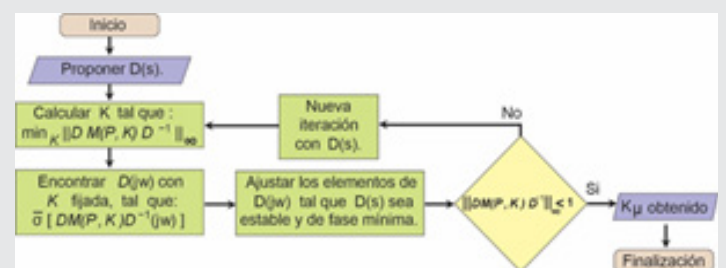 Inicio
Proponer D(s).
Calcular K tal que :
min K ||D M(P, K) D ⁻¹ ||∞
Encontrar D(jw) con
K fijada, tal que:
σ̅ [ DM(P, K)D⁻¹(jw) ]
Ajustar los elementos de
D(jw) tal que D(s) sea
estable y de fase mínima.
Nueva
iteración
con D(s).
No
||DM(P, K) D⁻¹||∞ < 1
Si
Kμ obtenido
Finalización